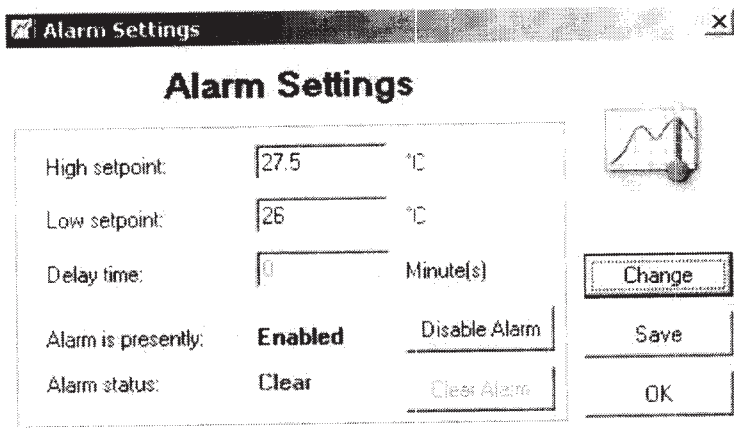 Alarm Settings
Alarm Settings
High setpoint: 27.5 °C
Low setpoint: 26 °C
Delay time: 0 Minute(s) Change
Alarm is presently: Enabled Disable Alarm Save
Alarm status: Clear Clear Alarm OK